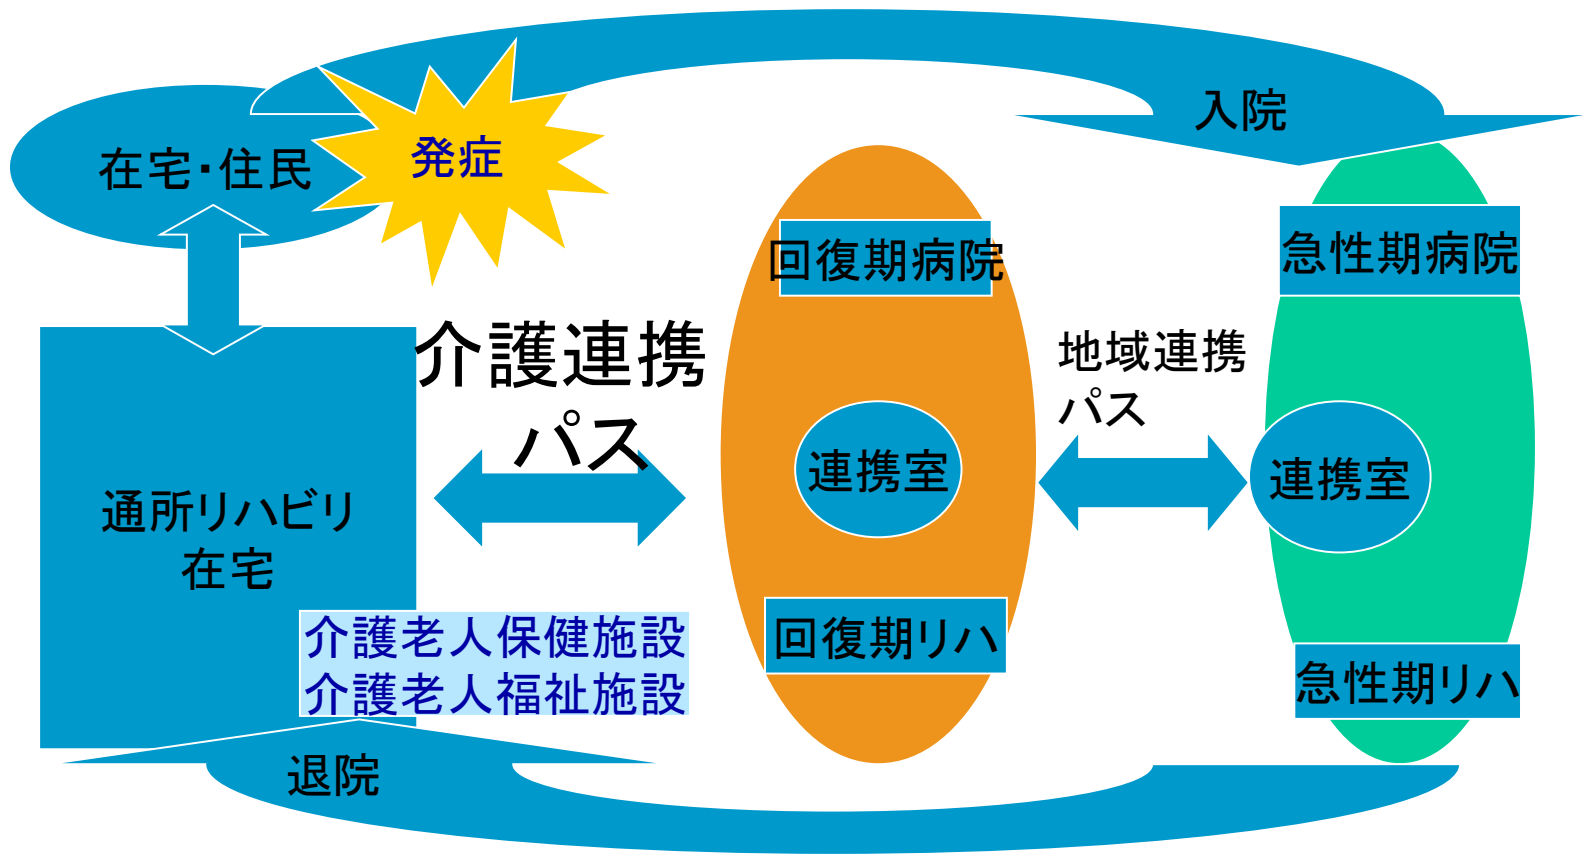 入院
発症
在宅・住民
回復期病院
急性期病院
介護連携
パス
地域連携
パス
連携室
連携室
通所リハビリ
在宅
介護老人保健施設
介護老人福祉施設
回復期リハ
急性期リハ
退院